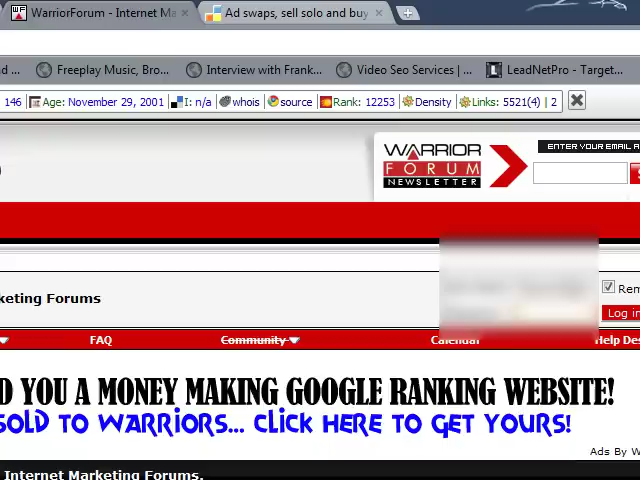 WarriorForum - Internet Ma
Ad swaps, sell solo and buy
d ...
Freeplay Music, Bro...
Interview with Frank...
Video Seo Services | ...
LeadNetPro - Target...
146 | Age: November 29, 2001 I: n/a whois source Rank: 12253 Density Links: 5521(4) | 2
WARRIOR
FORUM
NEWSLETTER
ENTER YOUR EMAIL A
keting Forums
Rem
Log in
FAQ
Community
Calendar
Help Des
D YOU A MONEY MAKING GOOGLE RANKING WEBSITE!
SOLD TO WARRIORS... CLICK HERE TO GET YOURS!
Ads By W
Internet Marketing Forums.